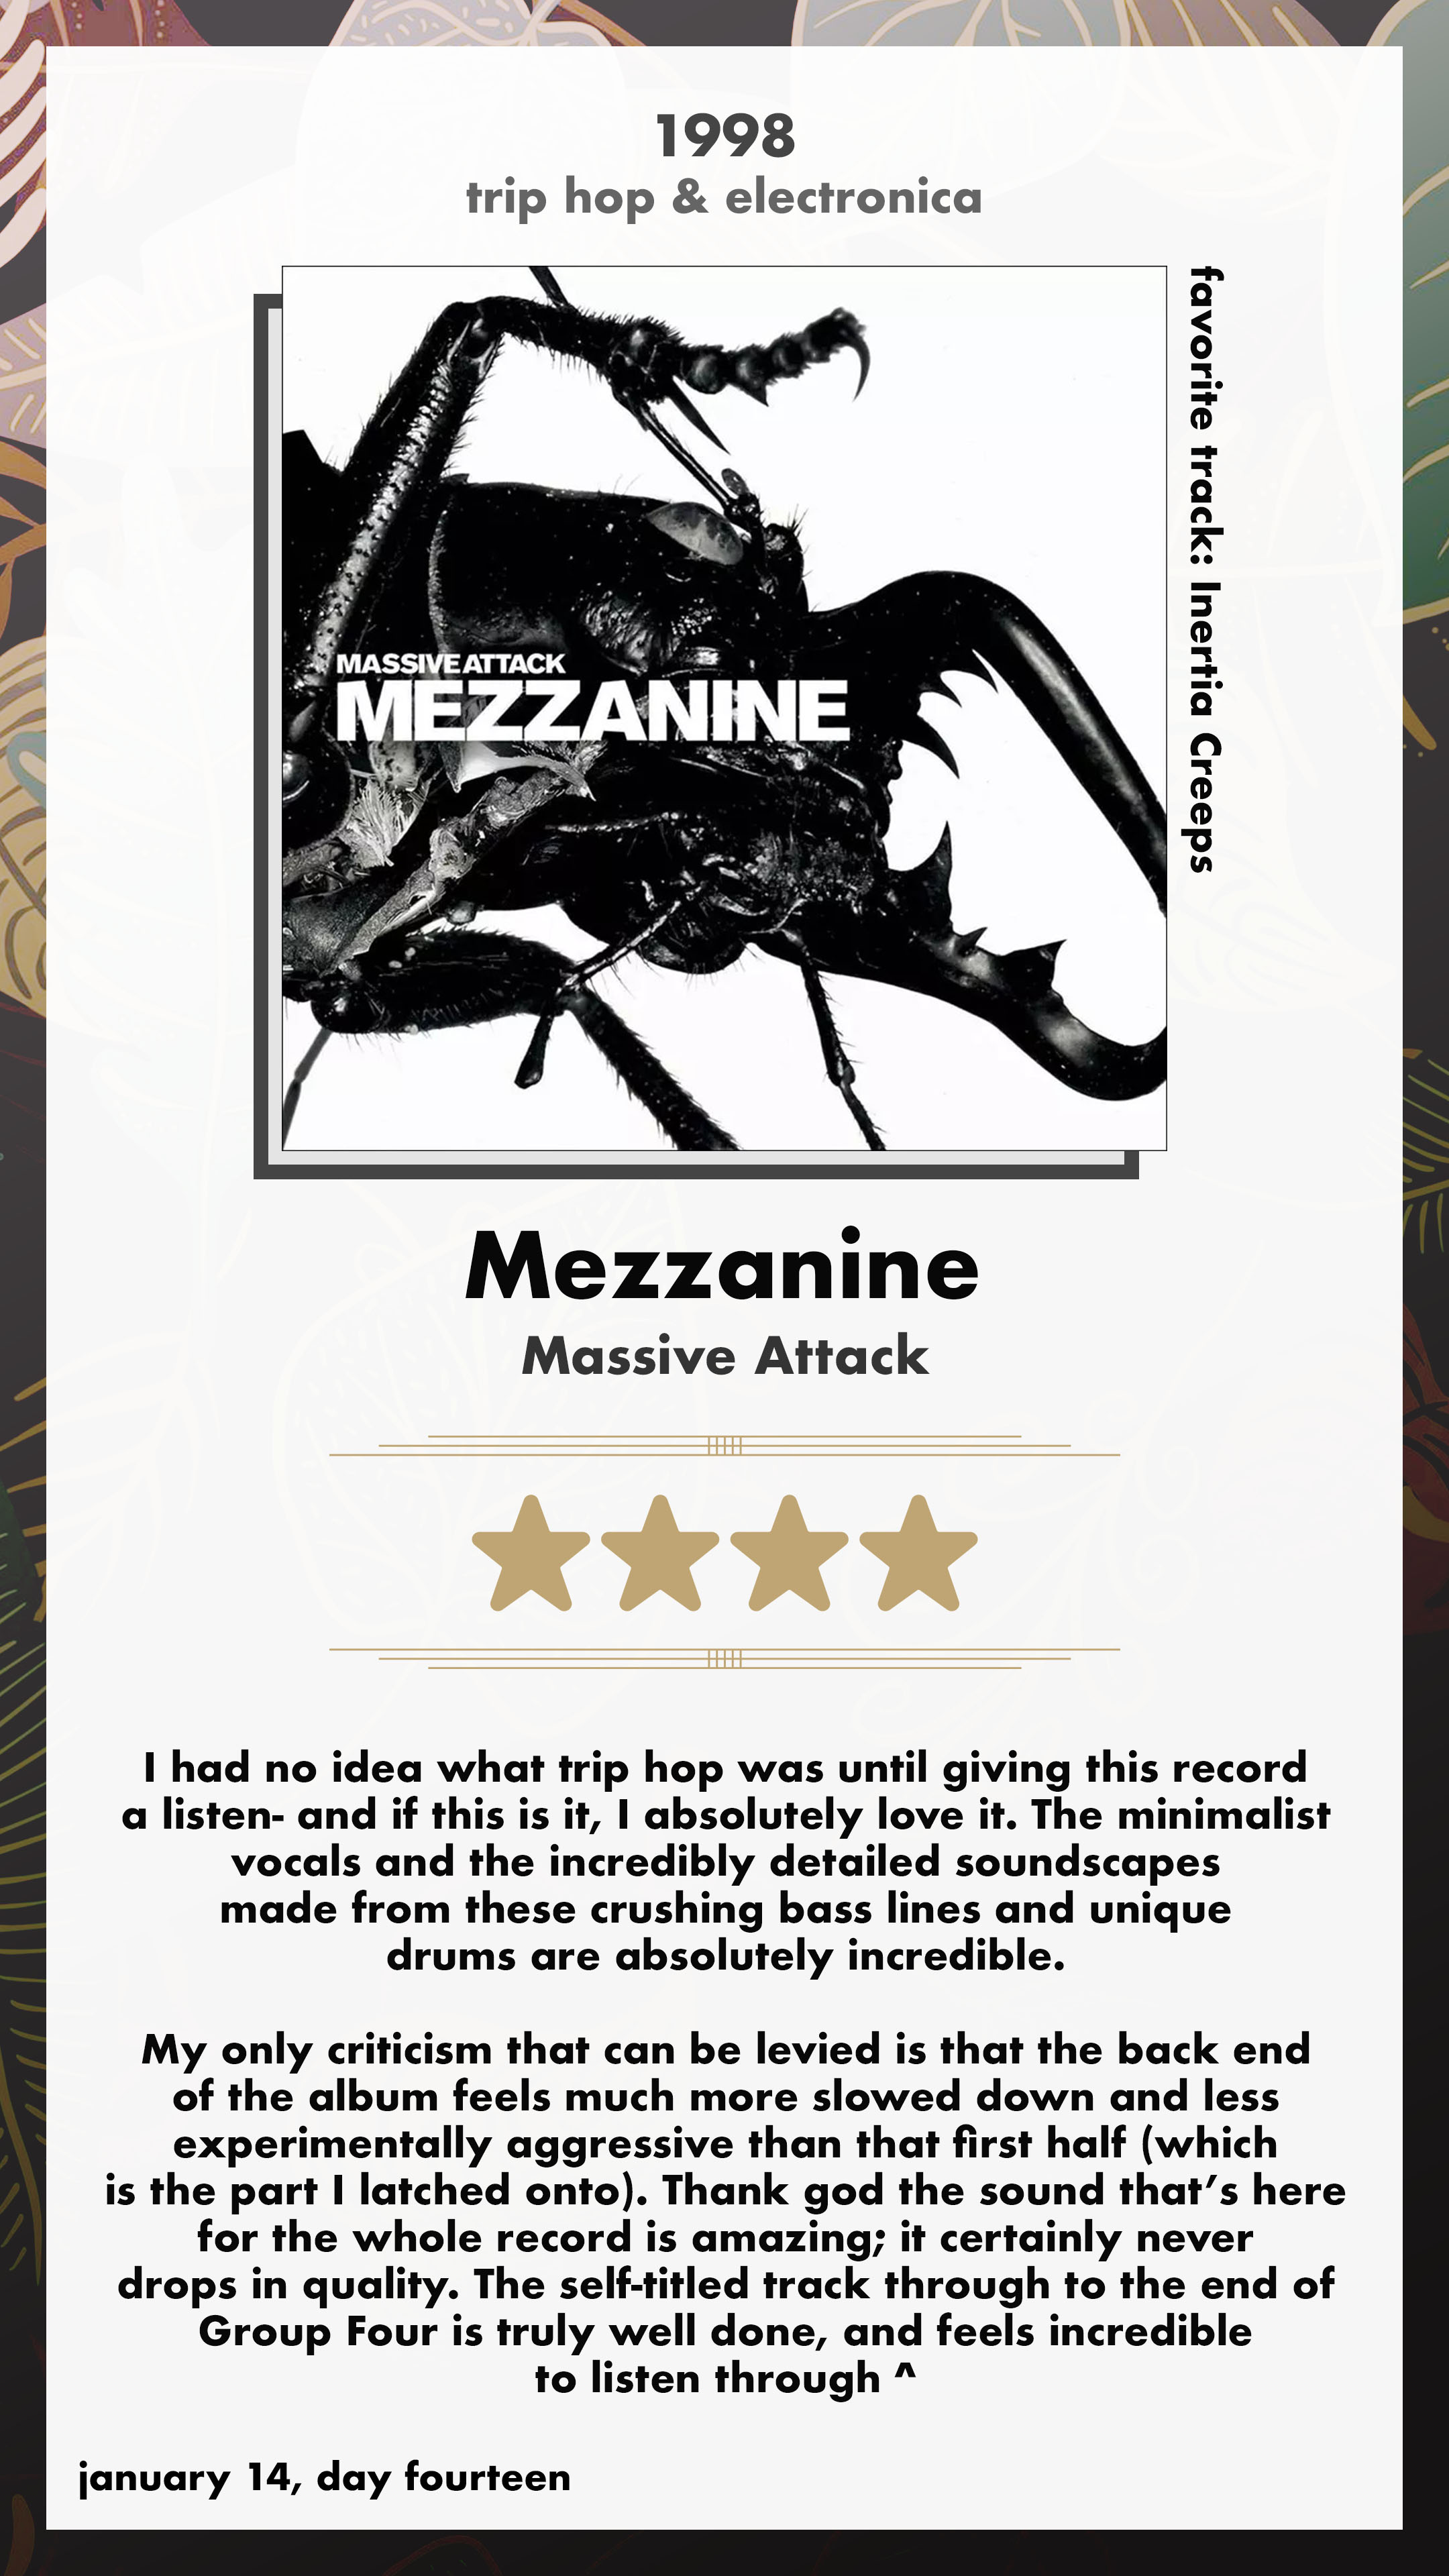 1998
trip hop & electronica
favorite track: Inertia Creeps
MASSIVE ATTACK
MEZZANINE
Mezzanine
Massive Attack
I had no idea what trip hop was until giving this record
a listen- and if this is it, I absolutely love it. The minimalist
vocals and the incredibly detailed soundscapes
made from these crushing bass lines and unique
drums are absolutely incredible.
My only criticism that can be levied is that the back end
of the album feels much more slowed down and less
experimentally aggressive than that first half (which
is the part I latched onto). Thank god the sound that’s here
for the whole record is amazing; it certainly never
drops in quality. The self-titled track through to the end of
Group Four is truly well done, and feels incredible
to listen through ^
january 14, day fourteen